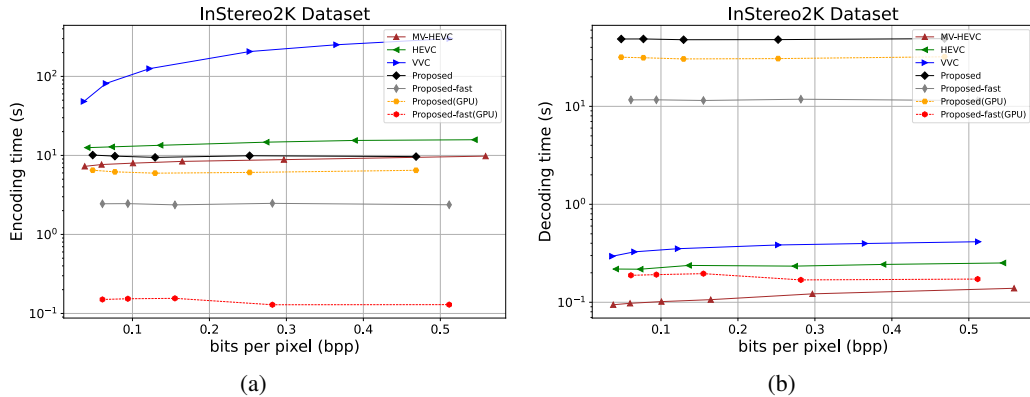 InStereo2K Dataset
Encoding time (s)
10²
10¹
10⁰
10⁻¹
MV-HEVC
HEVC
VVC
Proposed
Proposed-fast
Proposed(GPU)
Proposed-fast(GPU)
0.1 0.2 0.3 0.4 0.5
bits per pixel (bpp)
(a)
InStereo2K Dataset
Decoding time (s)
10¹
10⁰
10⁻¹
MV-HEVC
HEVC
VVC
Proposed
Proposed-fast
Proposed(GPU)
Proposed-fast(GPU)
0.1 0.2 0.3 0.4 0.5
bits per pixel (bpp)
(b)